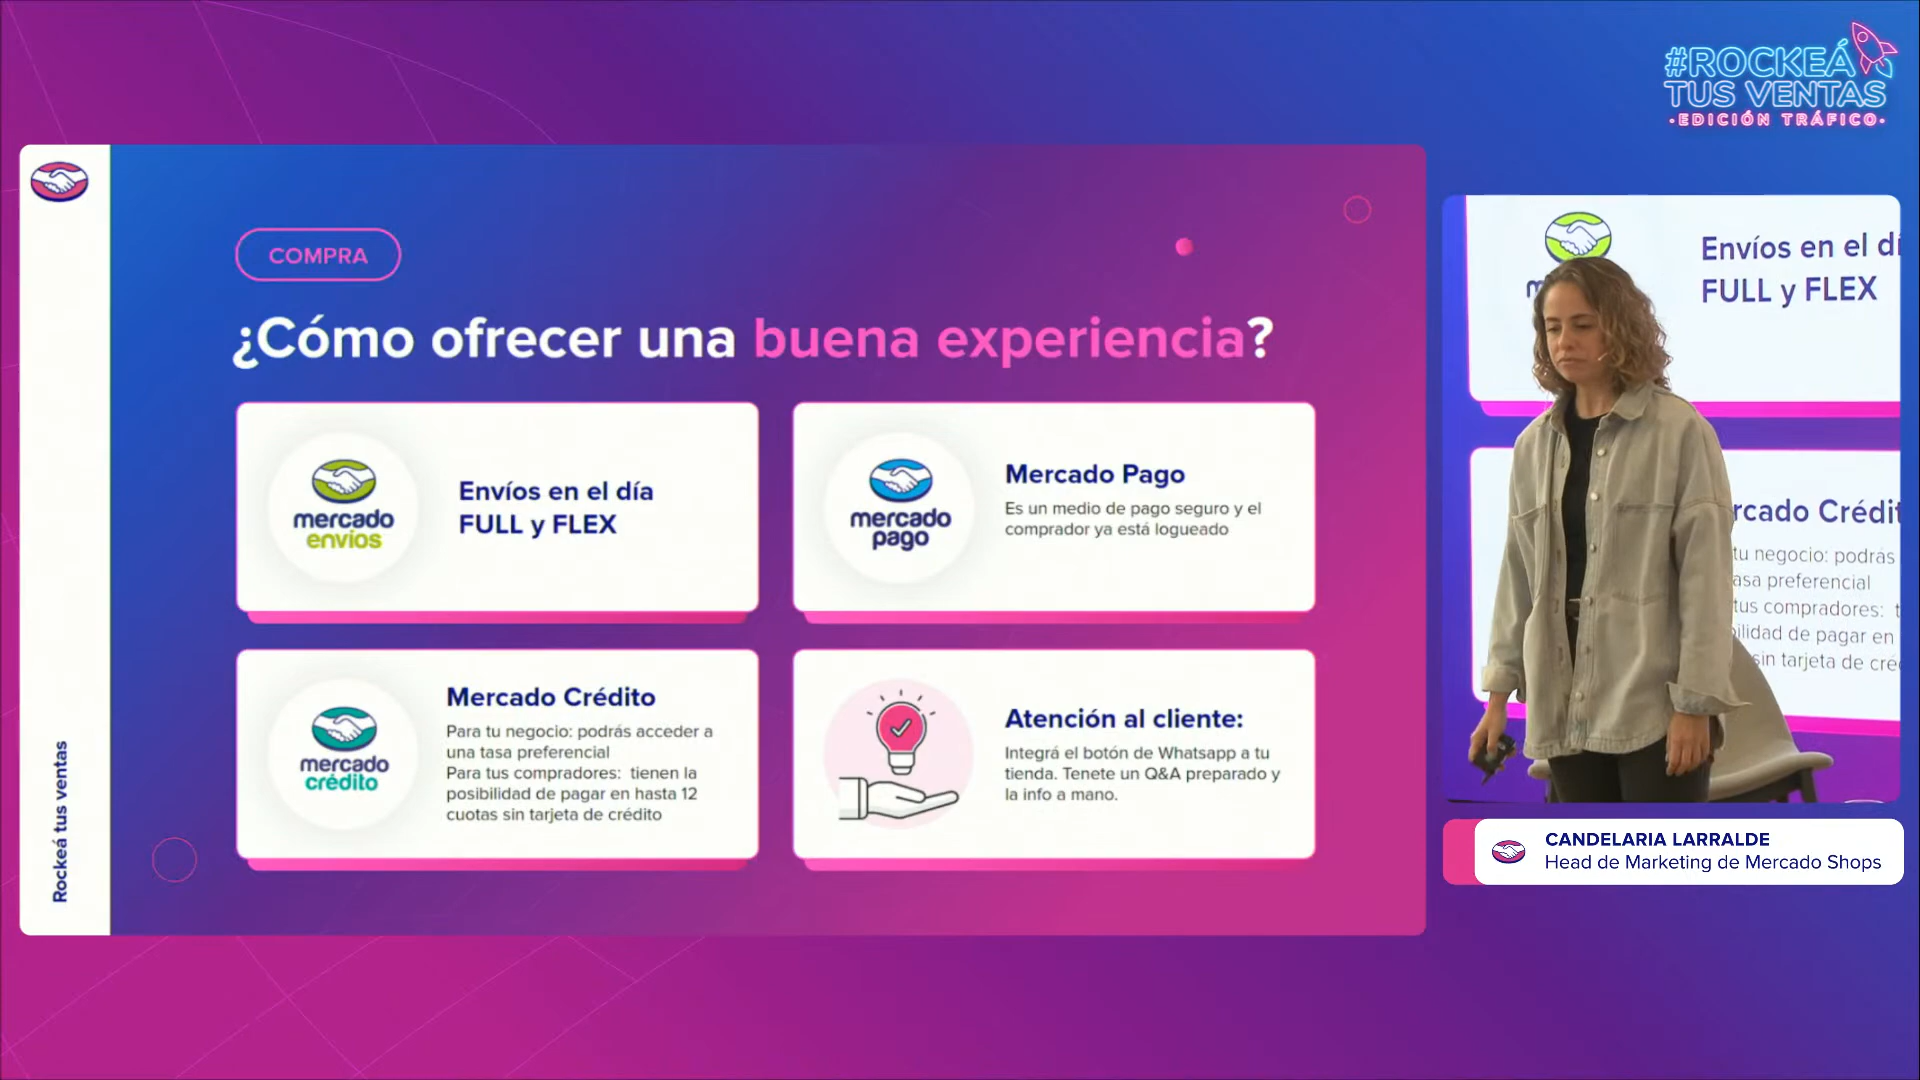 #ROCKEÁ
TUS VENTAS
•EDICIÓN TRÁFICO•
COMPRA
¿Cómo ofrecer una buena experiencia?
mercado
envíos
Envíos en el día
FULL y FLEX
mercado
pago
Mercado Pago
Es un medio de pago seguro y el
comprador ya está logueado
mercado
crédito
Mercado Crédito
Para tu negocio: podrás acceder a
una tasa preferencial
Para tus compradores: tienen la
posibilidad de pagar en hasta 12
cuotas sin tarjeta de crédito
Atención al cliente:
Integrá el botón de Whatsapp a tu
tienda. Tenete un Q&A preparado y
la info a mano.
Rockeá tus ventas
Envíos en el dí
FULL y FLEX
rcado Crédit
tu negocio: podrás
asa preferencial
tus compradores: t
ilidad de pagar en
sin tarjeta de cré
CANDELARIA LARRALDE
Head de Marketing de Mercado Shops